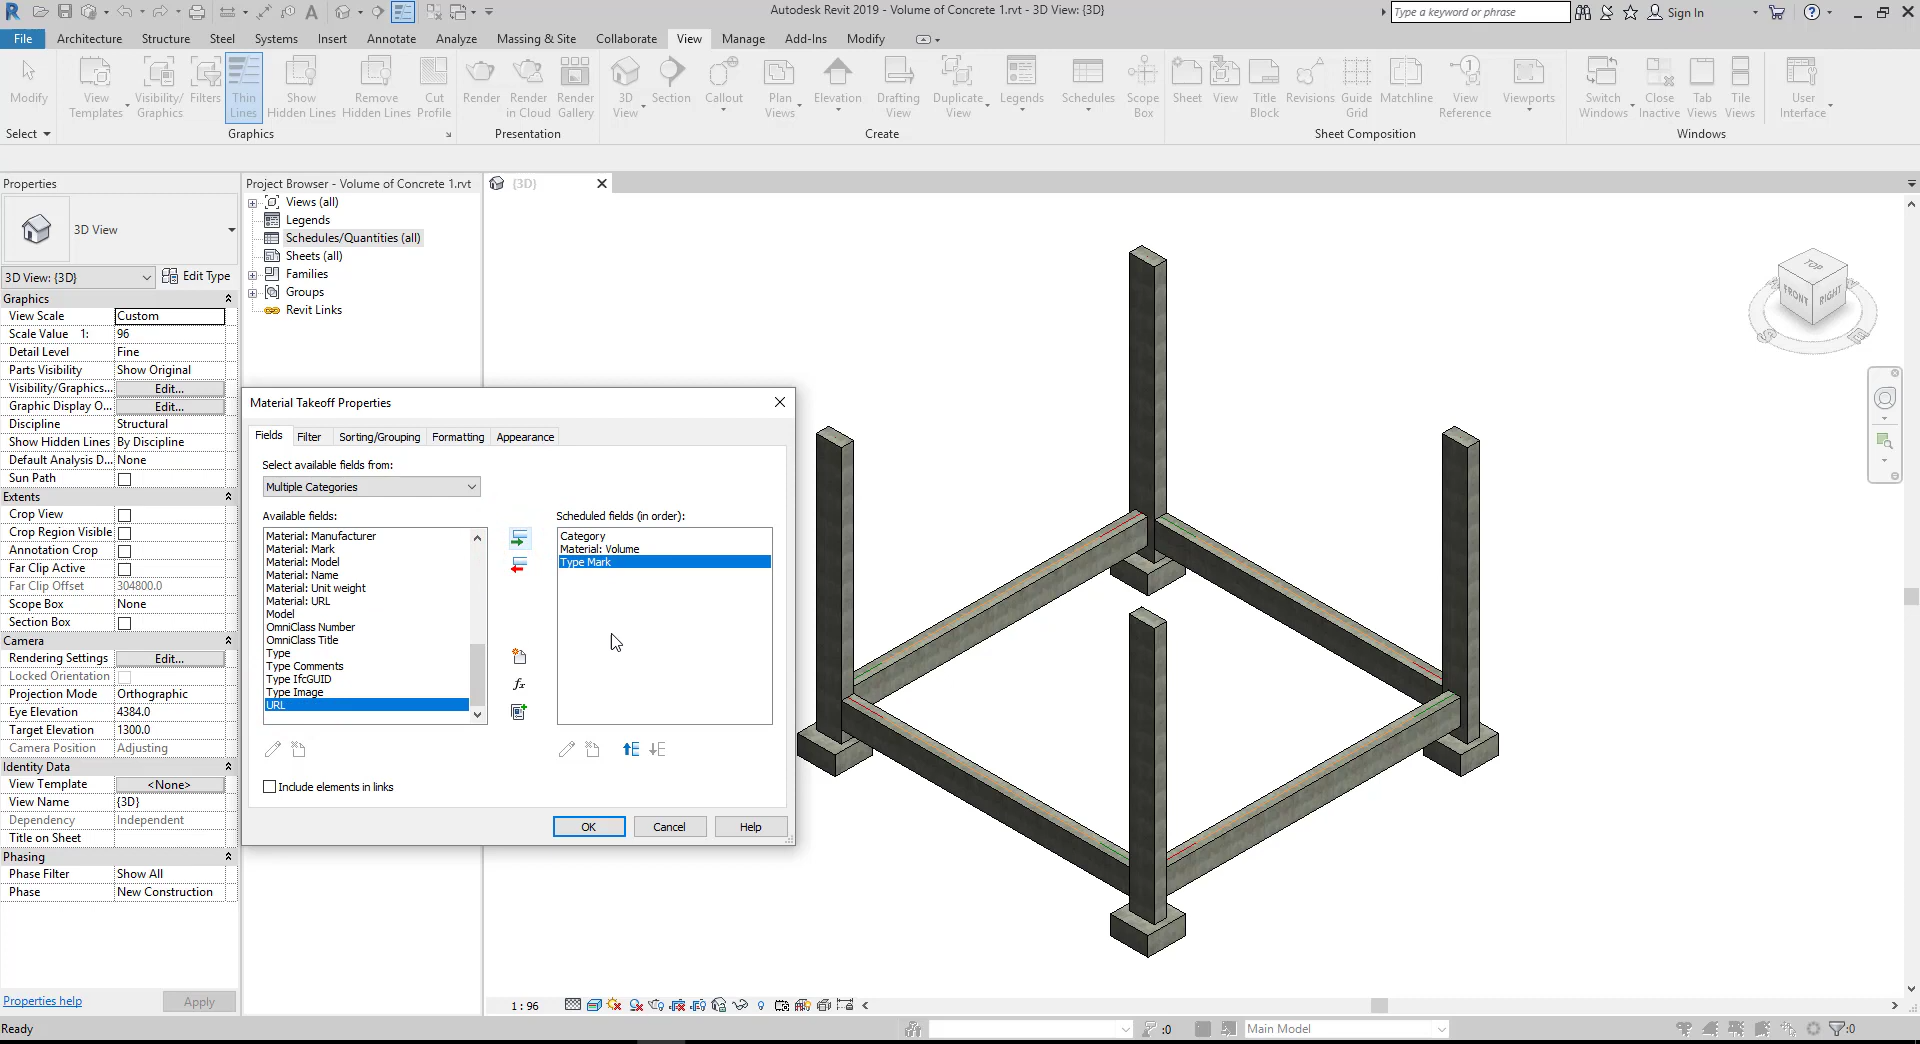 Autodesk Revit 2019 - Volume of Concrete 1.rvt - 3D View: {3D}
Type a keyword or phrase
Sign In
File
Architecture
Structure
Steel
Systems
Insert
Annotate
Analyze
Massing & Site
Collaborate
View
Manage
Add-Ins
Modify
Modify
View Templates
Visibility/ Graphics
Filters
Thin Lines
Show Hidden Lines
Remove Hidden Lines
Cut Profile
Render
Render in Cloud
Render Gallery
3D View
Section
Callout
Plan Views
Elevation
Drafting View
Duplicate View
Legends
Schedules
Scope Box
Sheet
View
Title Block
Revisions
Guide Grid
Matchline
View Reference
Viewports
Switch Windows
Close Inactive
Tab Views
Tile Views
User Interface
Select
Graphics
Presentation
Create
Sheet Composition
Windows
Properties
3D View
3D View: {3D}
Edit Type
Graphics
View Scale
Custom
Scale Value 1:
96
Detail Level
Fine
Parts Visibility
Show Original
Visibility/Graphics...
Edit...
Graphic Display O...
Edit...
Discipline
Structural
Show Hidden Lines
By Discipline
Default Analysis D...
None
Sun Path
Extents
Crop View
Crop Region Visible
Annotation Crop
Far Clip Active
Far Clip Offset
304800.0
Scope Box
None
Section Box
Camera
Rendering Settings
Edit...
Locked Orientation
Projection Mode
Orthographic
Eye Elevation
4384.0
Target Elevation
1300.0
Camera Position
Adjusting
Identity Data
View Template
<None>
View Name
{3D}
Dependency
Independent
Title on Sheet
Phasing
Phase Filter
Show All
Phase
New Construction
Properties help
Apply
Project Browser - Volume of Concrete 1.rvt
Views (all)
Legends
Schedules/Quantities (all)
Sheets (all)
Families
Groups
Revit Links
{3D}
TOP
FRONT
RIGHT
Material Takeoff Properties
Fields
Filter
Sorting/Grouping
Formatting
Appearance
Select available fields from:
Multiple Categories
Available fields:
Material: Manufacturer
Material: Mark
Material: Model
Material: Name
Material: Unit weight
Material: URL
Model
OmniClass Number
OmniClass Title
Type
Type Comments
Type IfcGUID
Type Image
URL
fx
Scheduled fields (in order):
Category
Material: Volume
Type Mark
Include elements in links
OK
Cancel
Help
1 : 96
Ready
:0
Main Model
:0